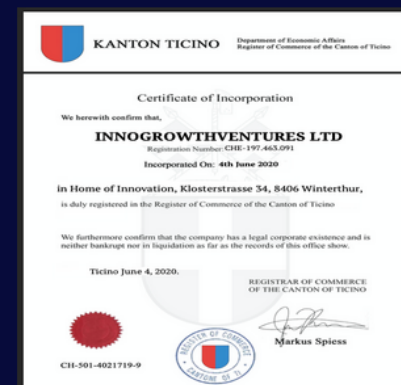 KANTON TICINO
Department of Economic Affairs
Register of Commerce of the Canton of Ticino
Certificate of Incorporation
We herewith confirm that,
INNOGROWTHVENTURES LTD
Registration Number: CHE-197.463.091
Incorporated On: 4th June 2020
in Home of Innovation, Klosterstrasse 34, 8406 Winterthur,
is duly registered in the Register of Commerce of the Canton of Ticino
We furthermore confirm that the company has a legal corporate existence and is
neither bankrupt nor in liquidation as far as the records of this office show.
Ticino June 4, 2020.
REGISTRAR OF COMMERCE
OF THE CANTON OF TICINO
Markus Spiess
REGISTER OF COMMERCE
CANTONE OF TI
CH-501-4021719-9